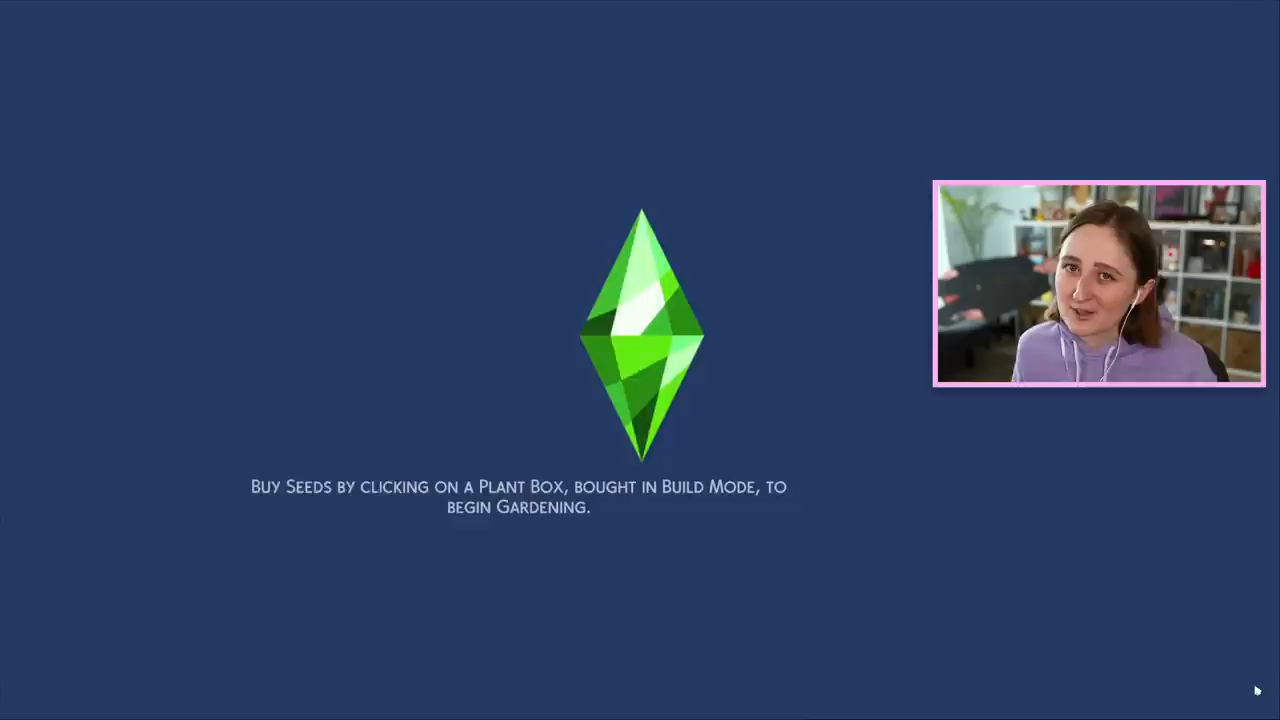 Buy Seeds by clicking on a Plant Box, bought in Build Mode, to
begin Gardening.